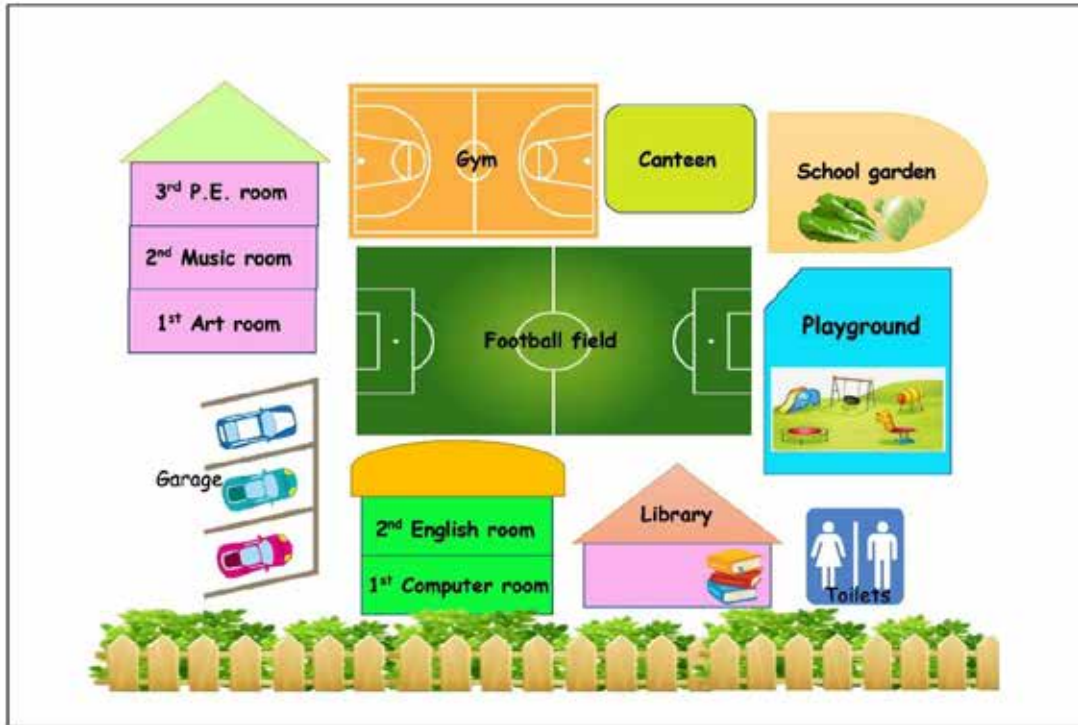 Gym
Canteen
School garden
3rd P.E. room
2nd Music room
1st Art room
Football field
Playground
Garage
2nd English room
1st Computer room
Library
Toilets